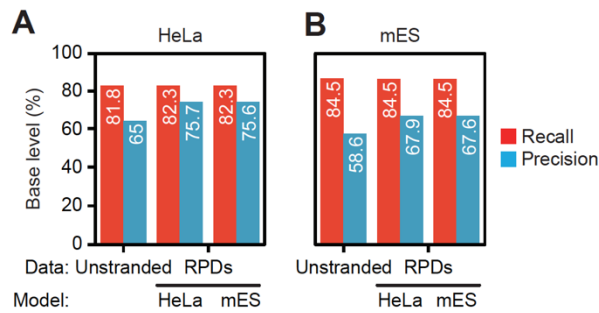 A
HeLa
B
mES
Base level (%)
100
80
60
40
20
0
81.8
65
82.3
75.7
82.3
75.6
84.5
58.6
84.5
67.9
84.5
67.6
Recall
Precision
Data: Unstranded RPDs Unstranded RPDs
Model: HeLa mES HeLa mES